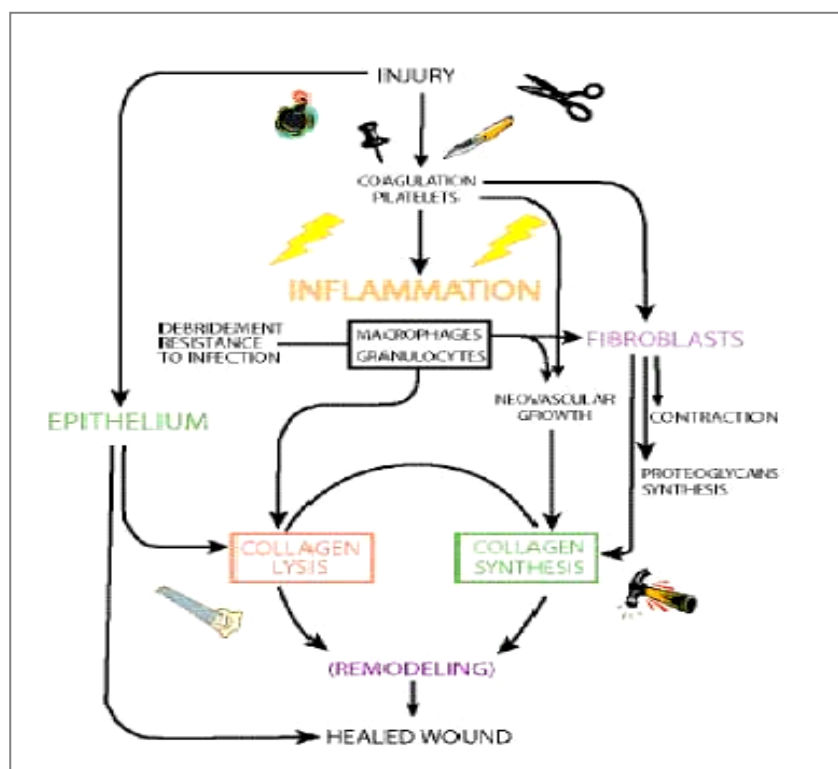 INJURY
COAGULATION
PILATELETS
INFLAMMATION
DEBRIDEMENT
RESISTANCE
TO INFECTION
MACROPHAGES
GRANULOCYTES
FIBROBLASTS
NEOVASCULAR
GROWTH
CONTRACTION
EPITHELIUM
PROTEOGLYCANS
SYNTHESIS
COLLAGEN
LYSIS
COLLAGEN
SYNTHESIS
(REMODELING)
HEALED WOUND